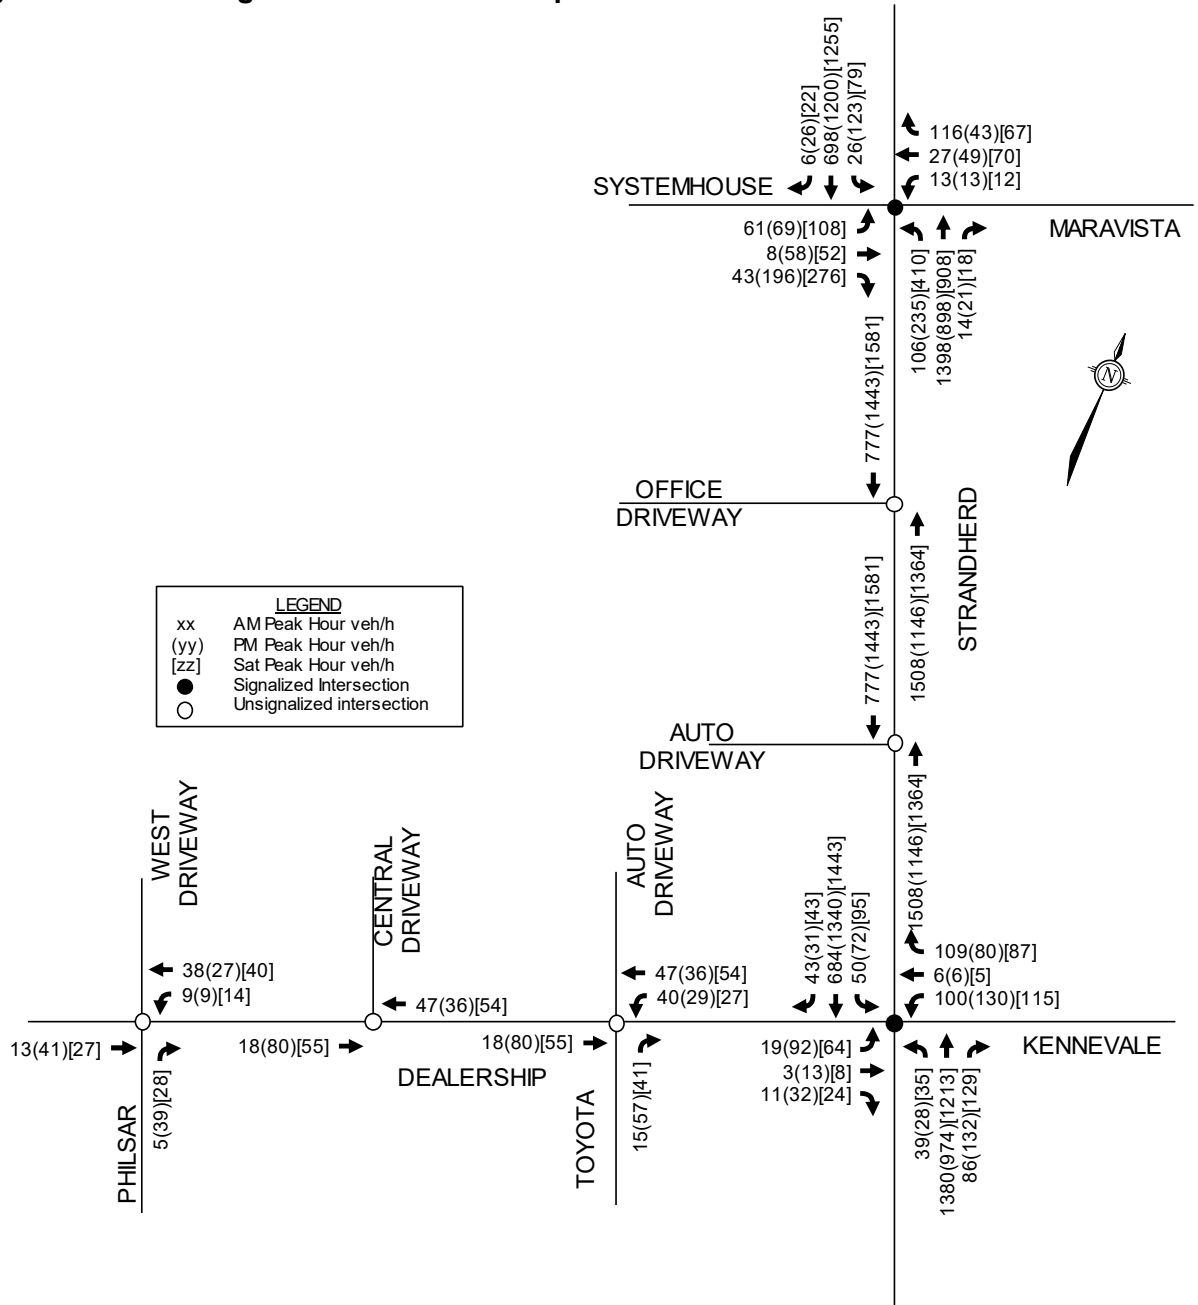 6(26)[22]
698(1200)[1255]
26(123)[79]
116(43)[67]
27(49)[70]
13(13)[12]
SYSTEMHOUSE
MARAVISTA
61(69)[108]
8(58)[52]
43(196)[276]
106(235)[410]
1398(898)[908]
14(21)[18]
777(1443)[1581]
N
OFFICE
DRIVEWAY
STRANDHERD
1508(1146)[1364]
777(1443)[1581]
LEGEND
xx AM Peak Hour veh/h
(yy) PM Peak Hour veh/h
[zz] Sat Peak Hour veh/h
Signalized Intersection
Unsignalized intersection
AUTO
DRIVEWAY
1508(1146)[1364]
WEST
DRIVEWAY
CENTRAL
DRIVEWAY
AUTO
DRIVEWAY
43(31)[43]
684(1340)[1443]
50(72)[95]
109(80)[87]
6(6)[5]
100(130)[115]
38(27)[40]
9(9)[14]
47(36)[54]
47(36)[54]
40(29)[27]
13(41)[27]
5(39)[28]
18(80)[55]
DEALERSHIP
18(80)[55]
15(57)[41]
19(92)[64]
3(13)[8]
11(32)[24]
KENNEVALE
39(28)[35]
1380(974)[1213]
86(132)[129]
PHILSAR
TOYOTA